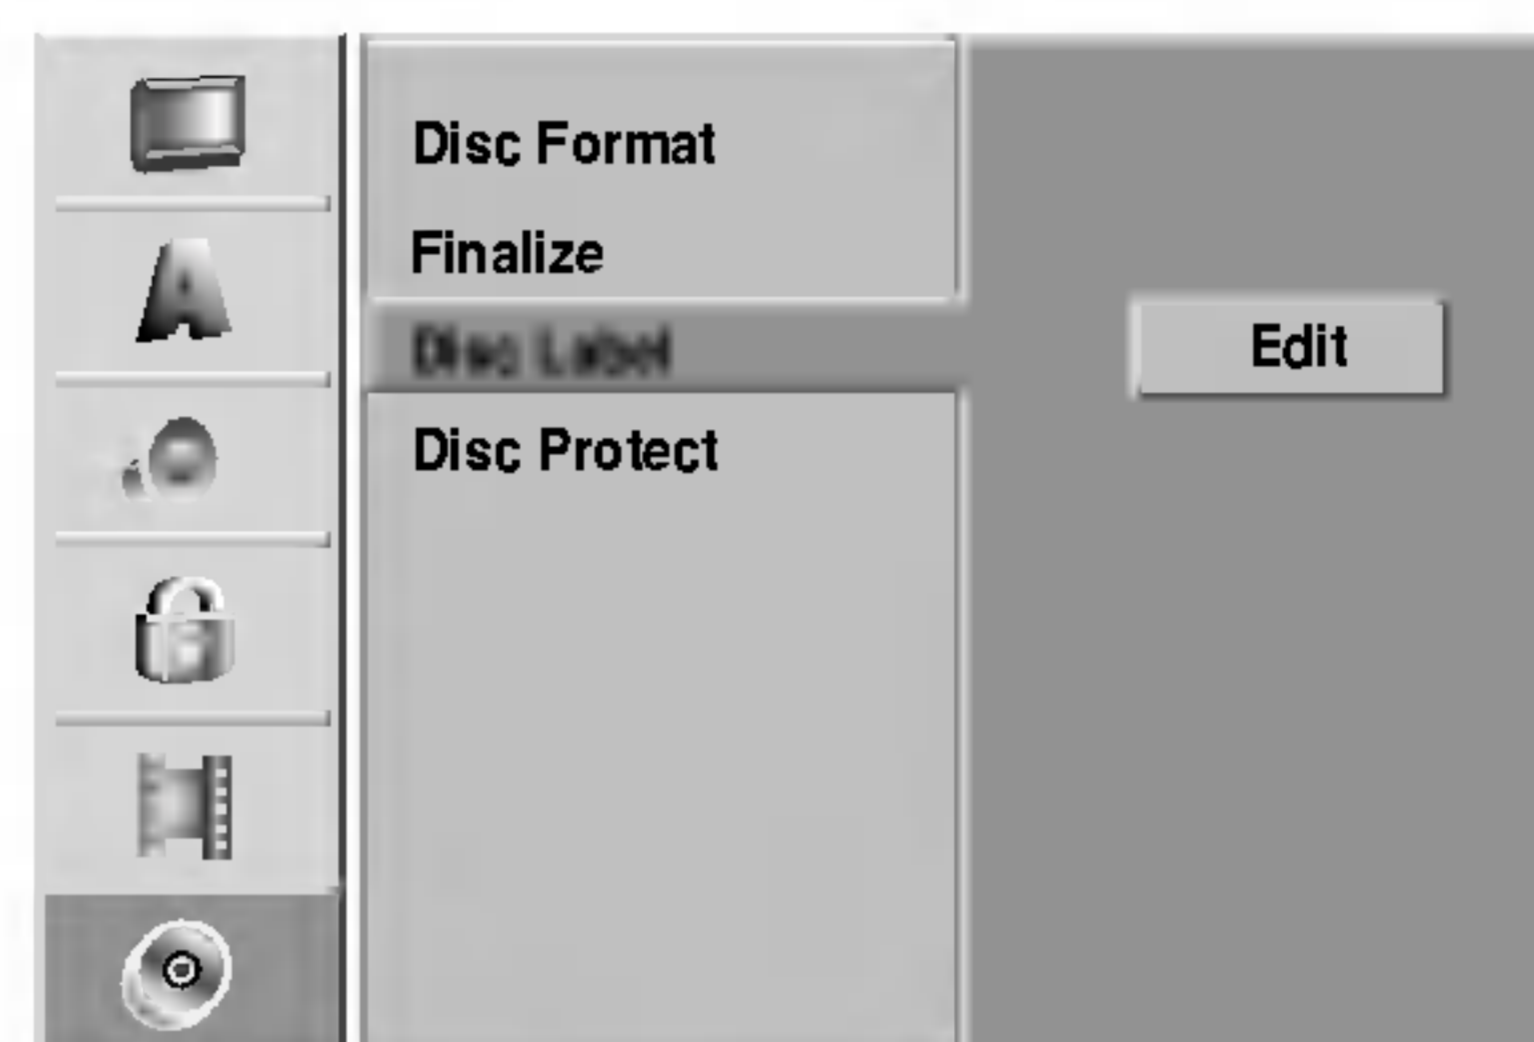 Disc Format
Finalize
Disc Label
Edit
Disc Protect